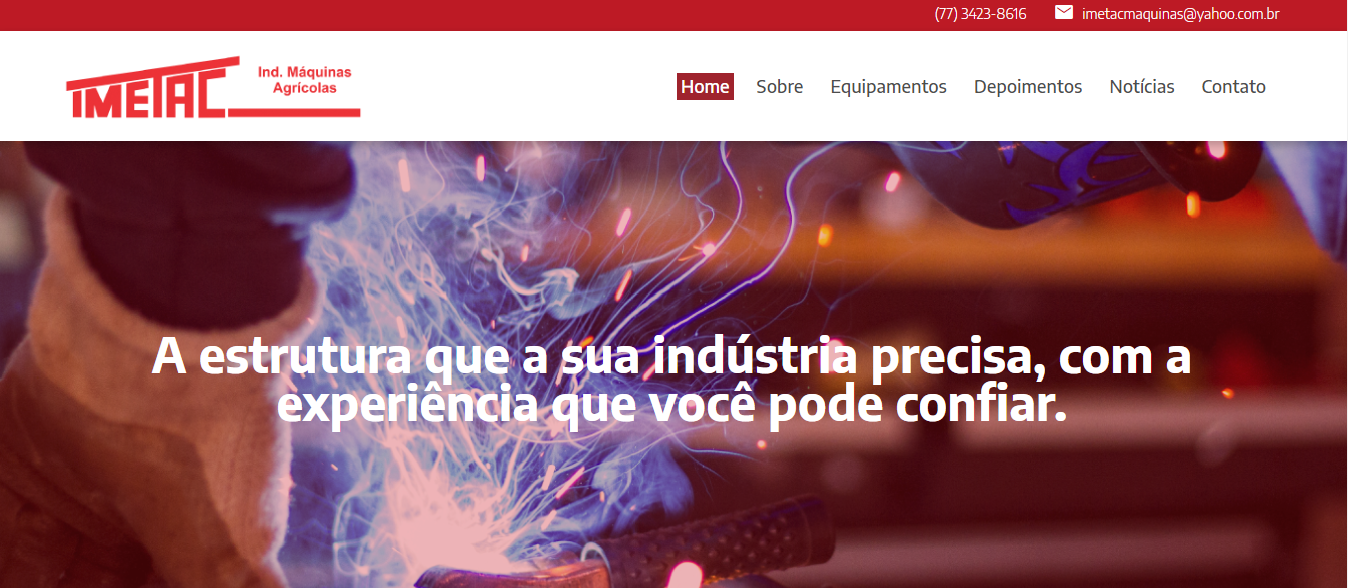 (77) 3423-8616 imetacmaquinas@yahoo.com.br
IMETAC
Ind. Máquinas
Agrícolas
Home Sobre Equipamentos Depoimentos Notícias Contato
A estrutura que a sua indústria precisa, com a
experiência que você pode confiar.